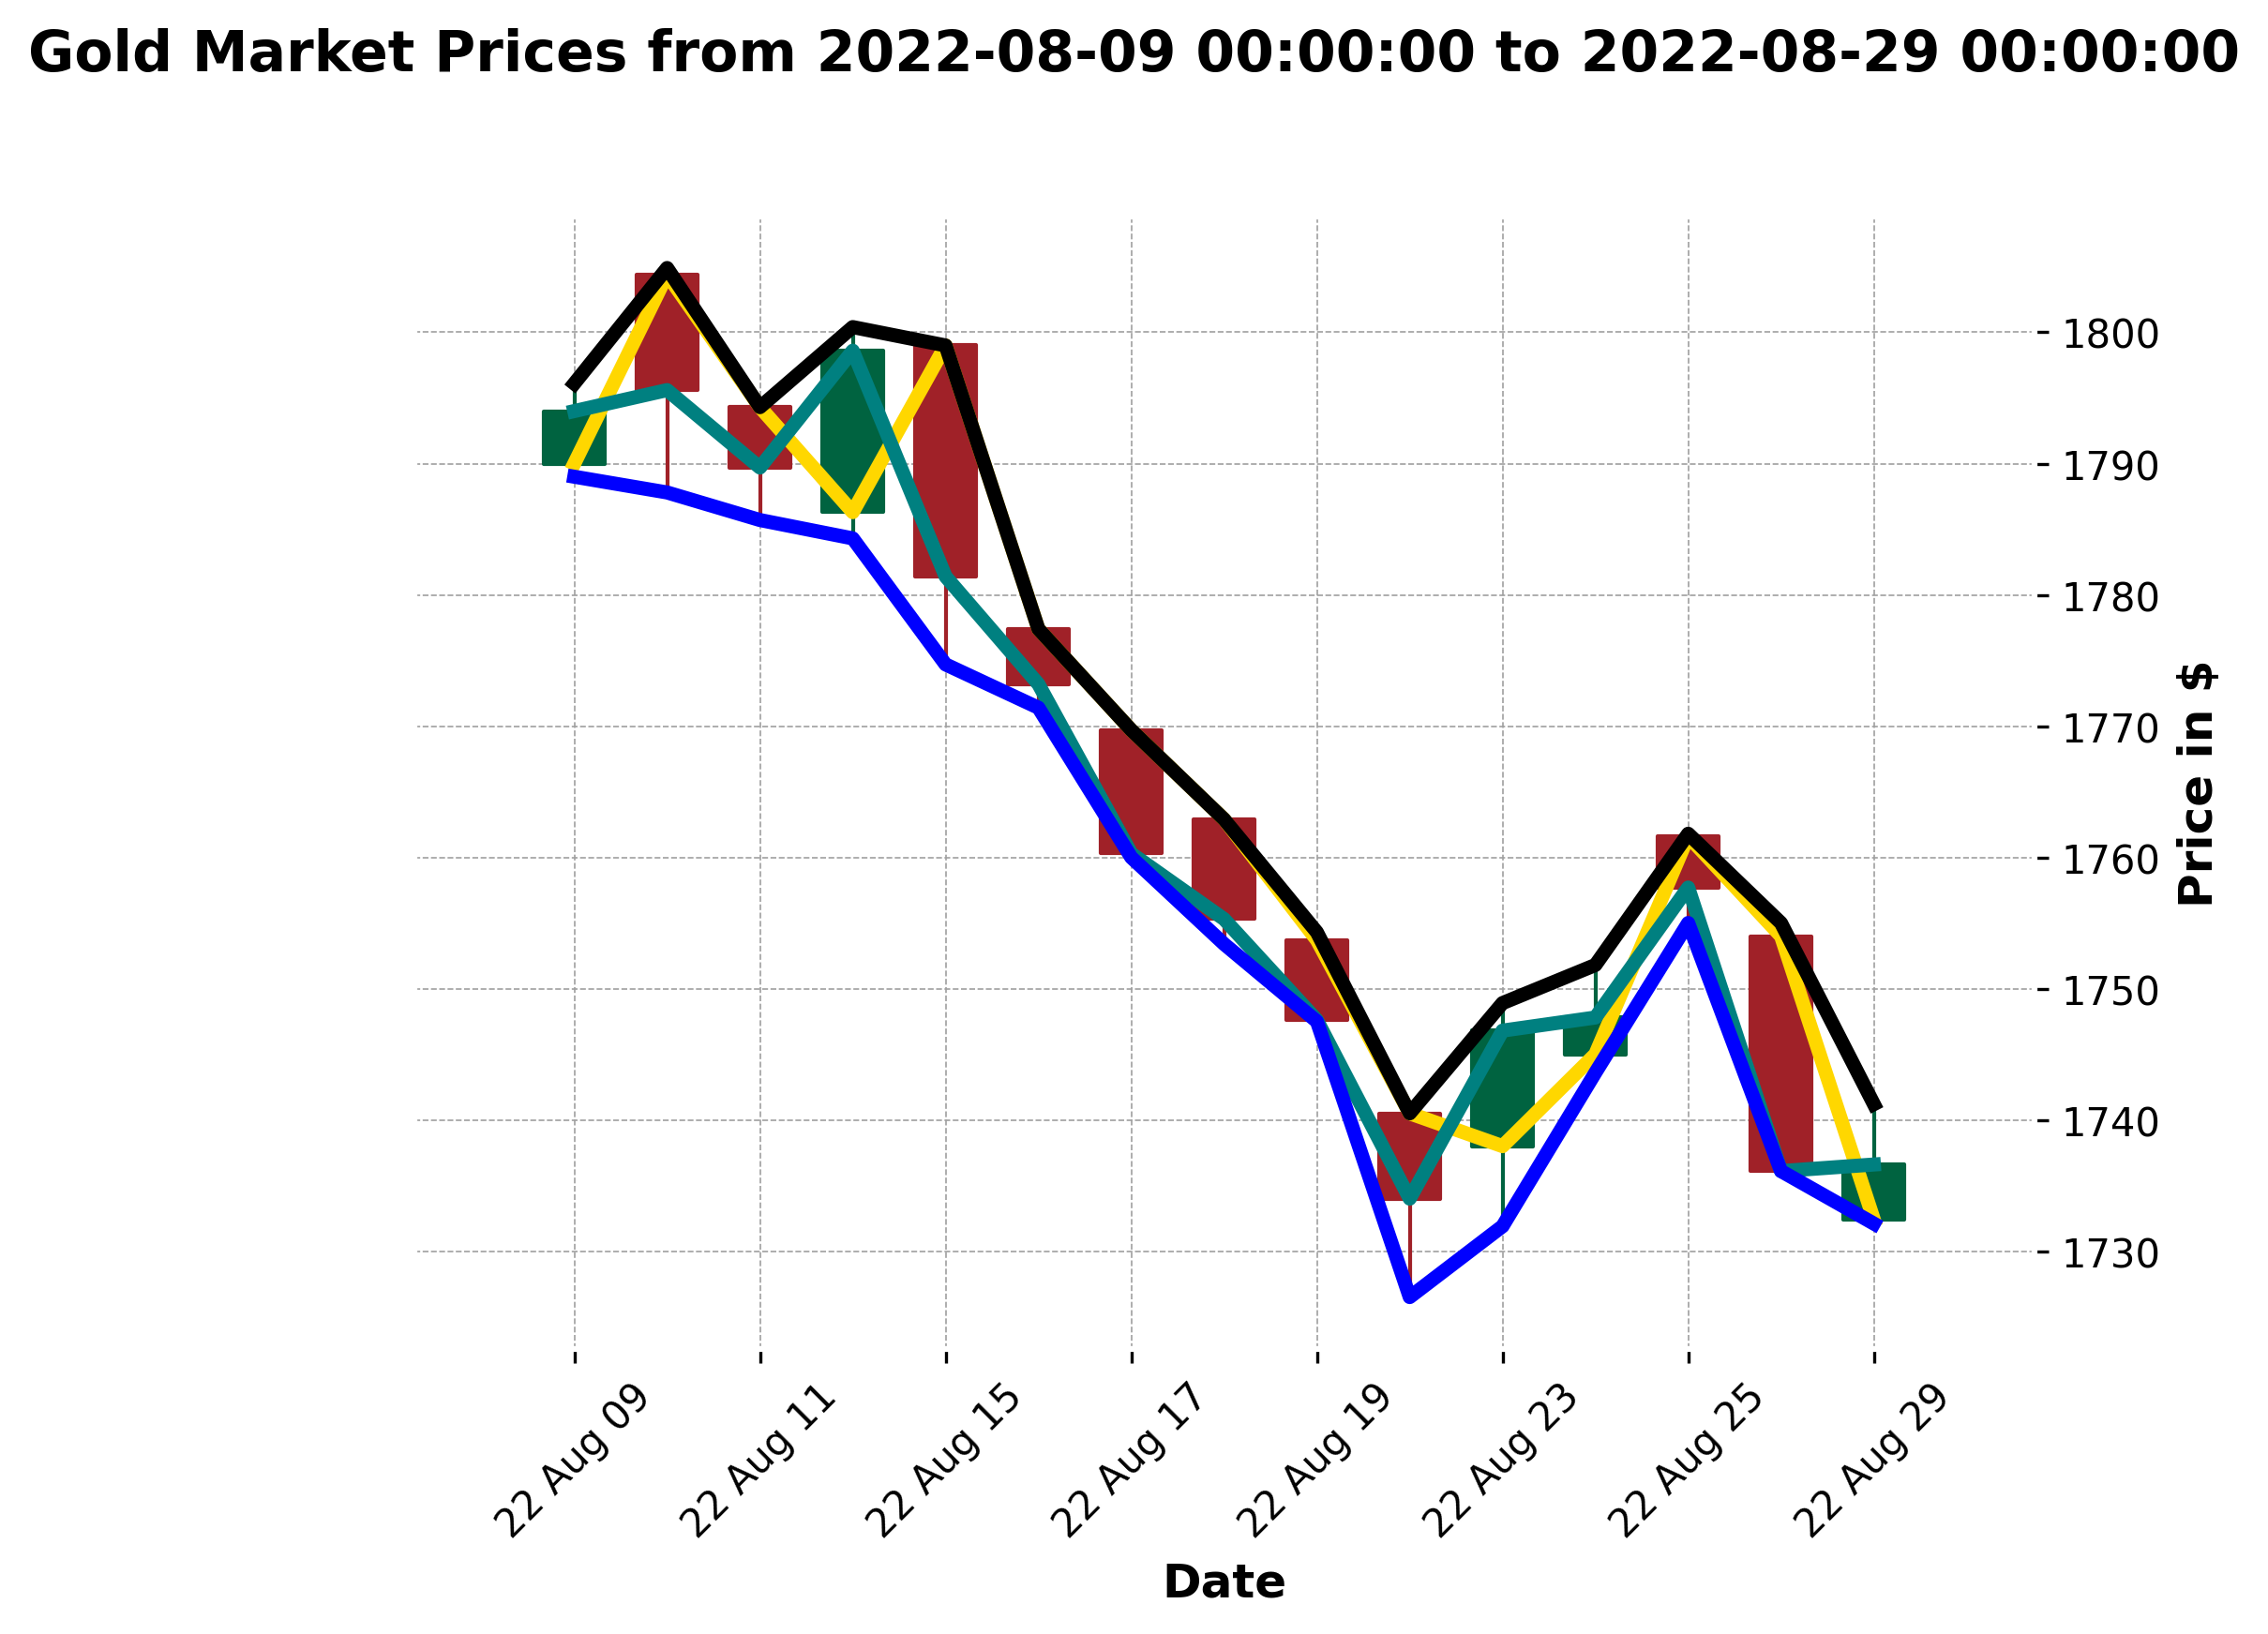 Gold Market Prices from 2022-08-09 00:00:00 to 2022-08-29 00:00:00
1800
1790
1780
1770
1760
1750
1740
1730
Price in $
22 Aug 09
22 Aug 11
22 Aug 15
22 Aug 17
22 Aug 19
22 Aug 23
22 Aug 25
22 Aug 29
Date